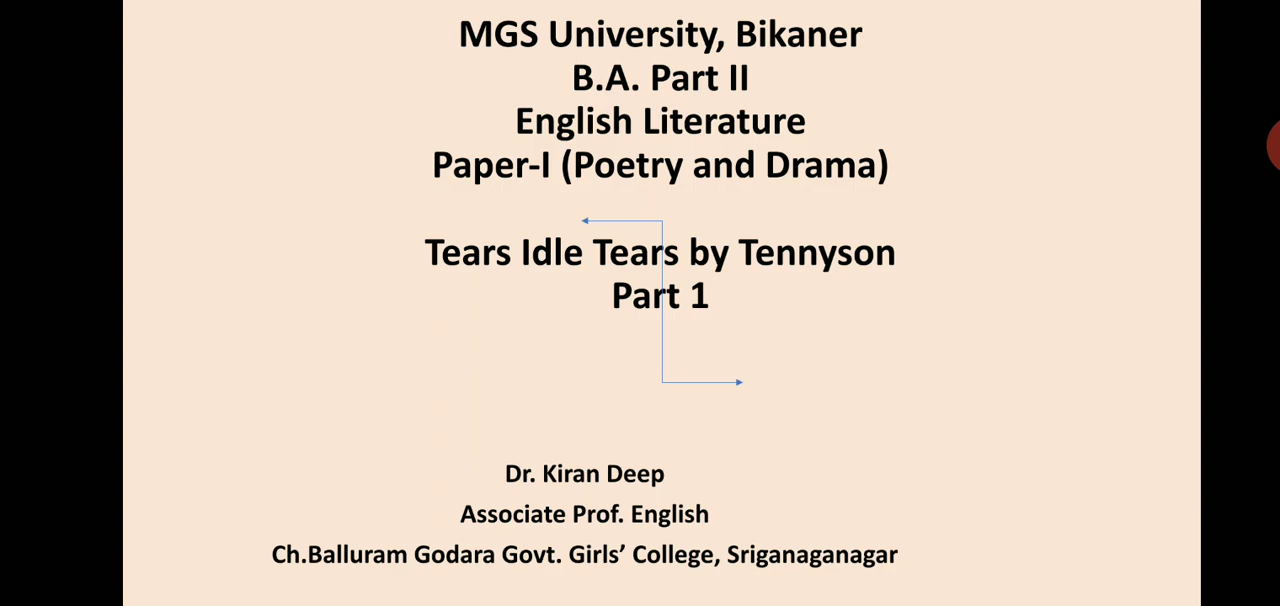 MGS University, Bikaner
B.A. Part II
English Literature
Paper-I (Poetry and Drama)
Tears Idle Tears by Tennyson
Part 1
Dr. Kiran Deep
Associate Prof. English
Ch.Balluram Godara Govt. Girls’ College, Sriganaganagar